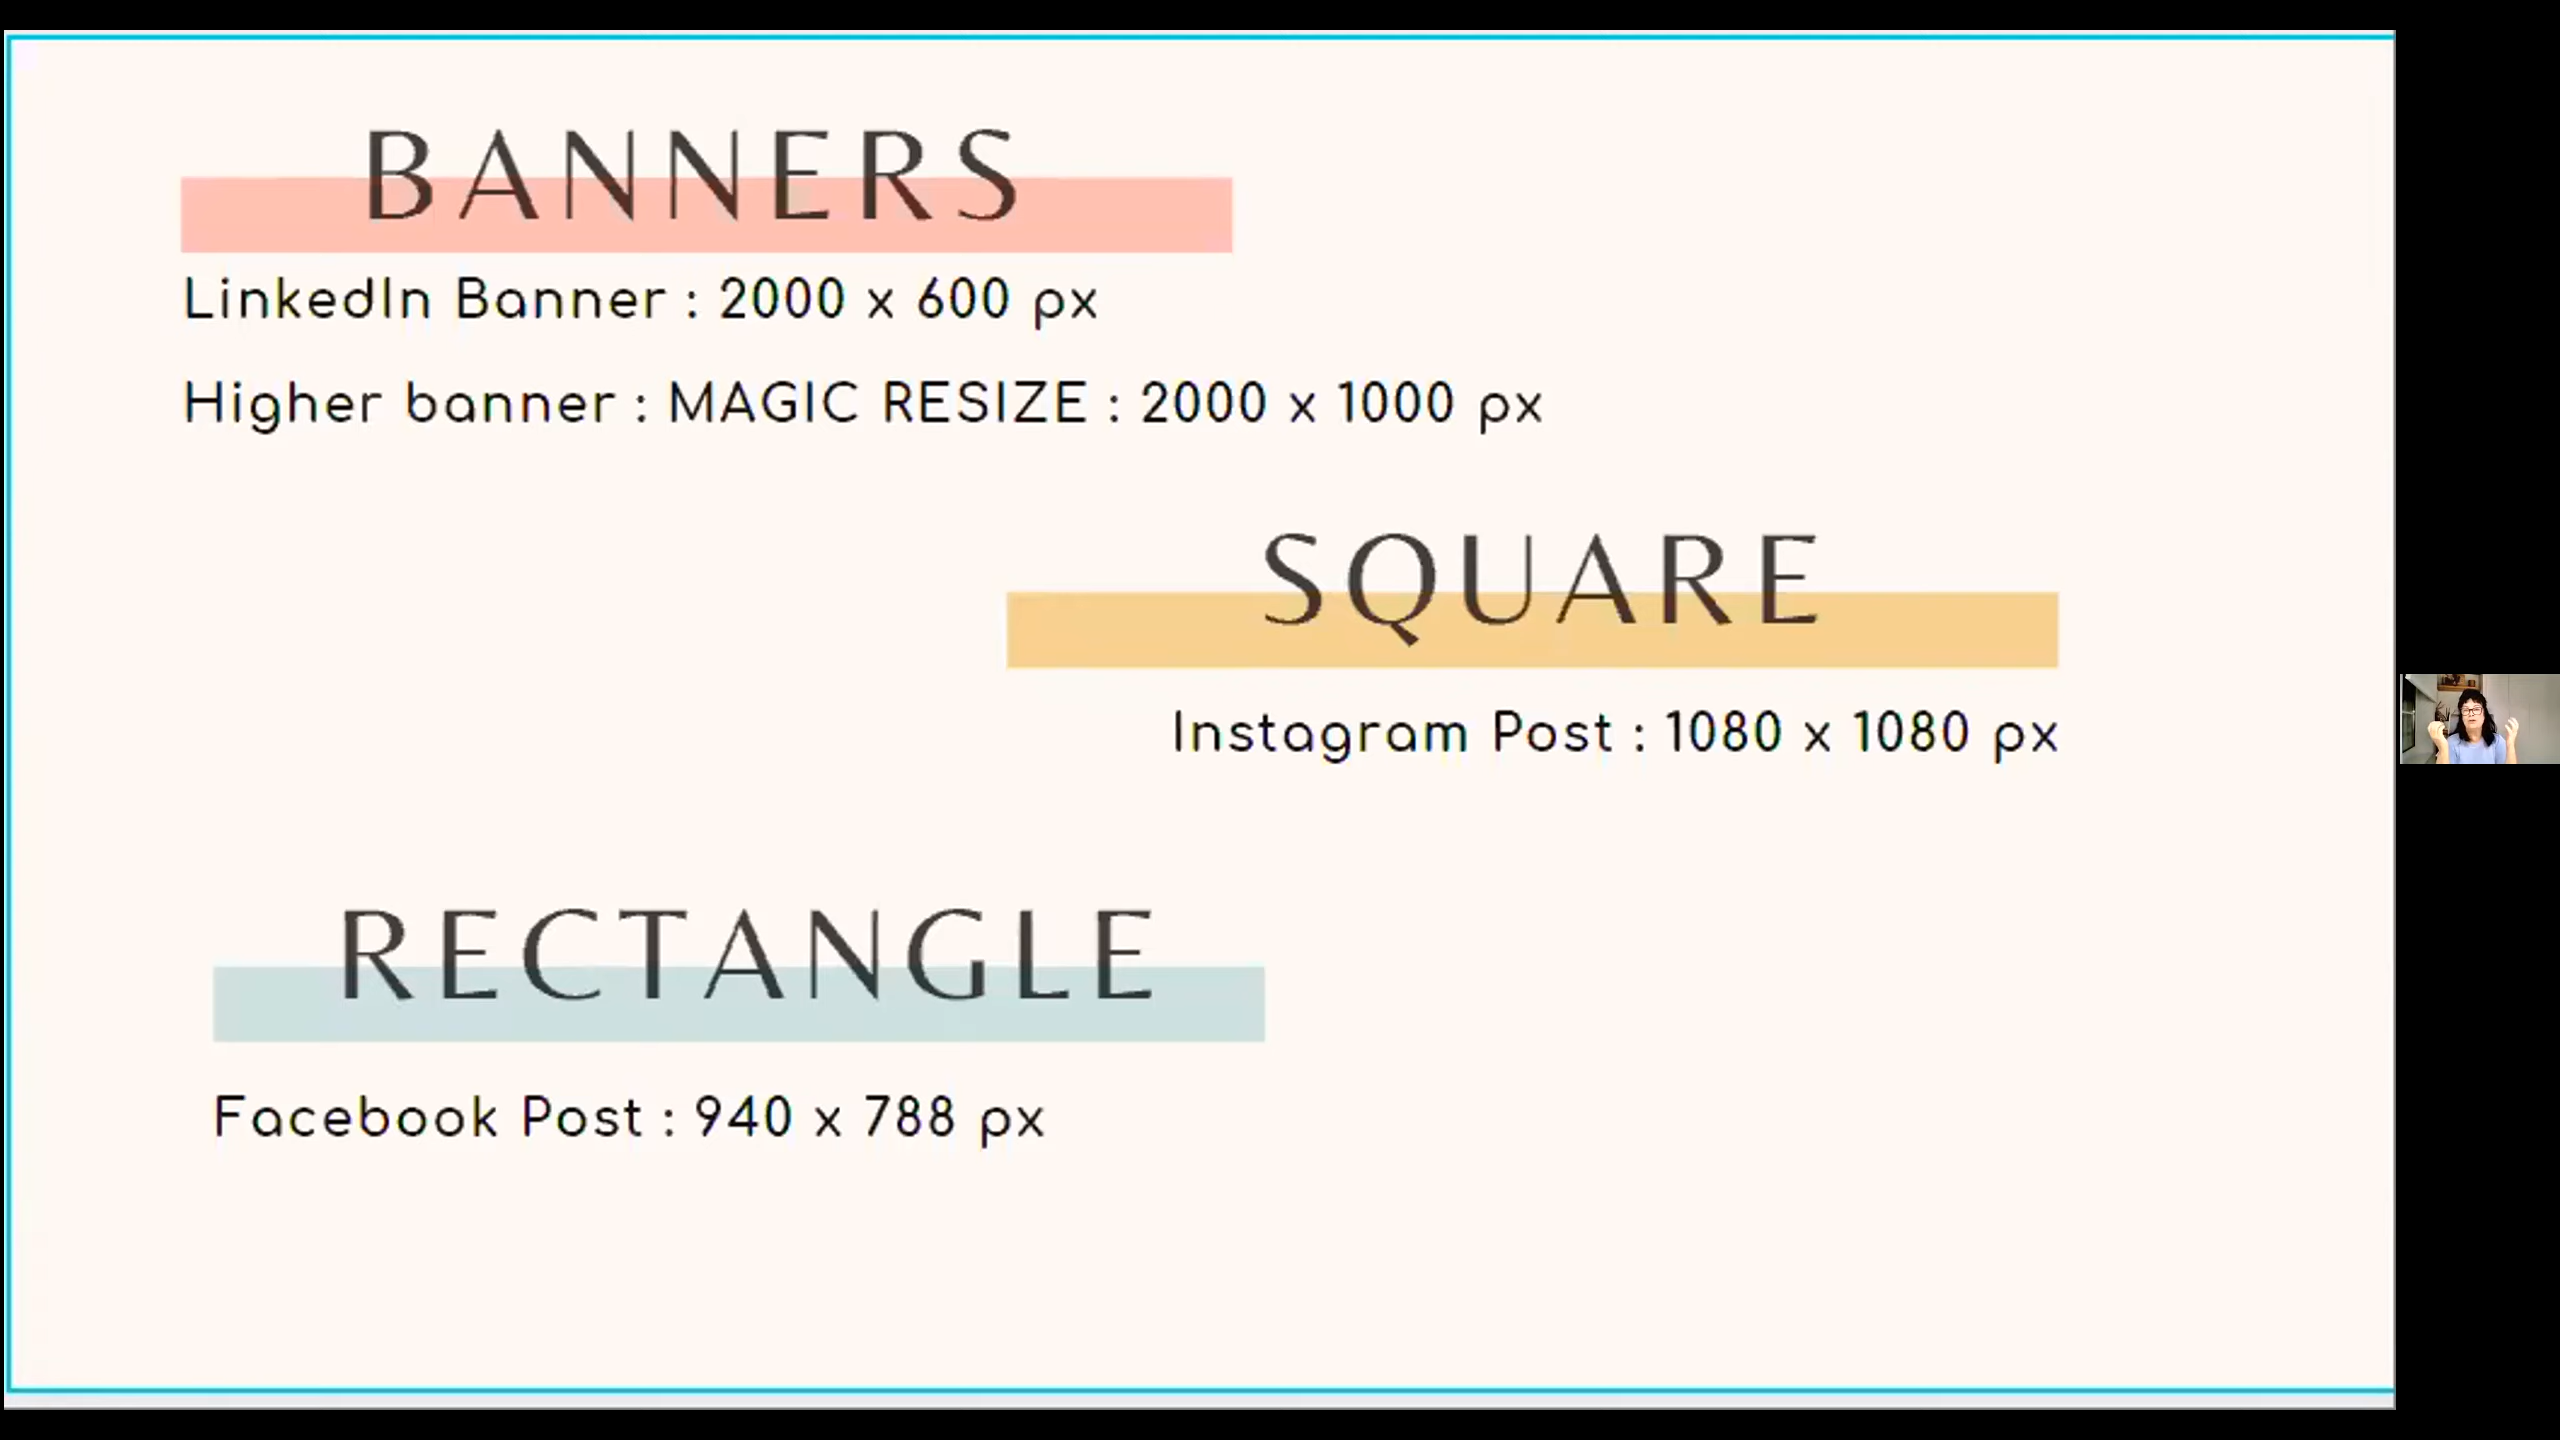 BANNERS
LinkedIn Banner : 2000 x 600 px
Higher banner : MAGIC RESIZE : 2000 x 1000 px
SQUARE
Instagram Post : 1080 x 1080 px
RECTANGLE
Facebook Post : 940 x 788 px